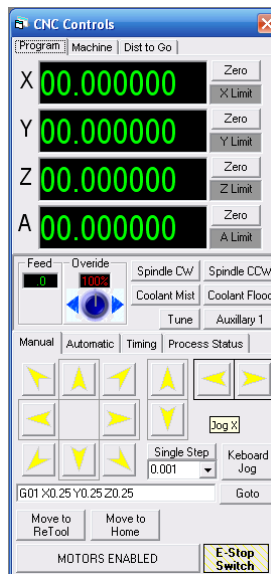 CNC Controls
Program Machine Dist to Go
X 00.000000 Zero
X Limit
Y 00.000000 Zero
Y Limit
Z 00.000000 Zero
Z Limit
A 00.000000 Zero
A Limit
Feed Overide
.0 100%
Spindle CW Spindle CCW
Coolant Mist Coolant Flood
Tune Auxillary 1
Manual Automatic Timing Process Status
Jog X
Single Step
0.001
Keboard
Jog
G01 X0.25 Y0.25 Z0.25 Goto
Move to
ReTool
Move to
Home
MOTORS ENABLED
E-Stop
Switch